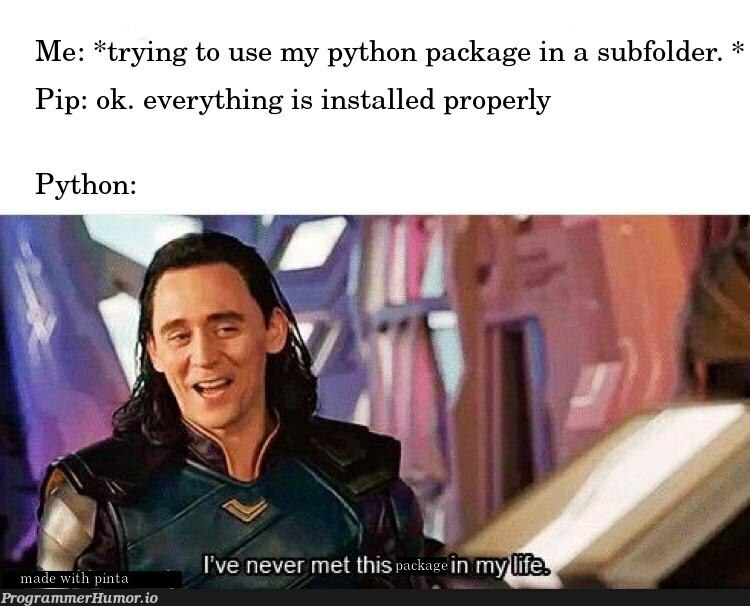 Me: *trying to use my python package in a subfolder. *
Pip: ok. everything is installed properly
Python:
I've never met this package in my life.
made with pinta
ProgrammerHumor.io